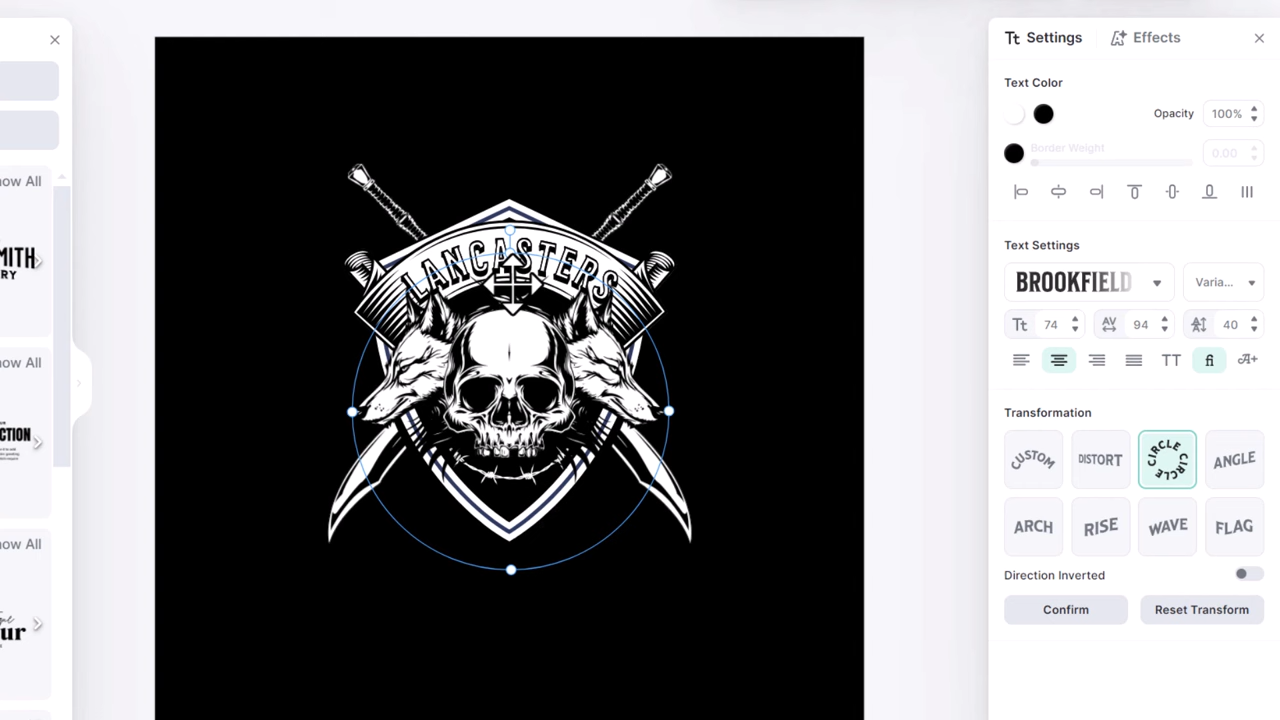 Settings
Effects
Text Color
Opacity
100%
Border Weight
0.00
Text Settings
BROOKFIELD
Varia...
Tt
74
AV
94
40
TT
fi
A+
Transformation
CUSTOM
DISTORT
CIRCLE CIRCLE
ANGLE
ARCH
RISE
WAVE
FLAG
Direction Inverted
Confirm
Reset Transform
LANCASTERS
ow All
MITH
RY
ow All
CTION
ow All
ur